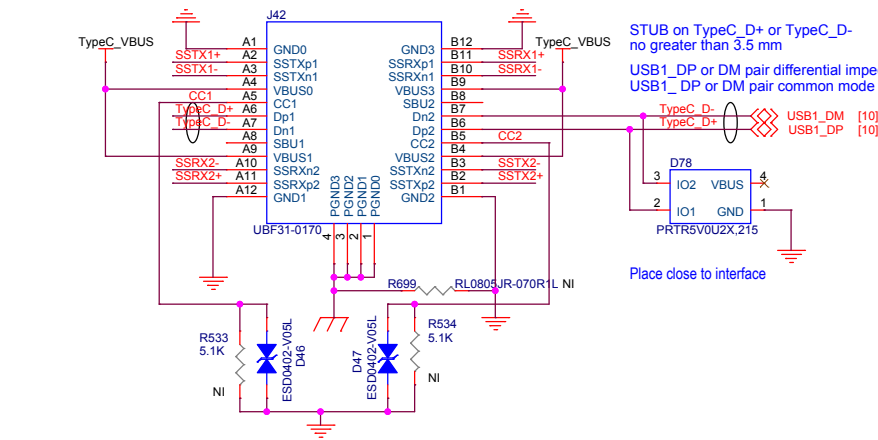 J42
STUB on TypeC_D+ or TypeC_D-
no greater than 3.5 mm
USB1_DP or DM pair differential impe
USB1_ DP or DM pair common mode
TypeC_VBUS
TypeC_VBUS
A1 GND0 GND3 B12
SSTX1+ A2 SSTXp1 SSRXp1 B11 SSRX1+
SSTX1- A3 SSTXn1 SSRXn1 B10 SSRX1-
A4 VBUS0 VBUS3 B9
CC1 A5 CC1 SBU2 B8
TypeC_D+ A6 Dp1 Dn2 B7 TypeC_D- USB1_DM [10]
TypeC_D- A7 Dn1 Dp2 B6 TypeC_D+ USB1_DP [10]
A8 SBU1 CC2 B5 CC2
A9 VBUS1 VBUS2 B4
SSRX2- A10 SSRXn2 SSTXn2 B3 SSTX2-
SSRX2+ A11 SSRXp2 SSTXp2 B2 SSTX2+
A12 GND1 GND2 B1
PGND3 PGND2 PGND1 PGND0
4 3 2 1
UBF31-0170
D78
3 IO2 VBUS 4
2 IO1 GND 1
PRTR5V0U2X,215
Place close to interface
R699 RL0805JR-070R1L NI
R533
5.1K
NI
ESD0402-V05L
D46
D47
ESD0402-V05L
R534
5.1K
NI